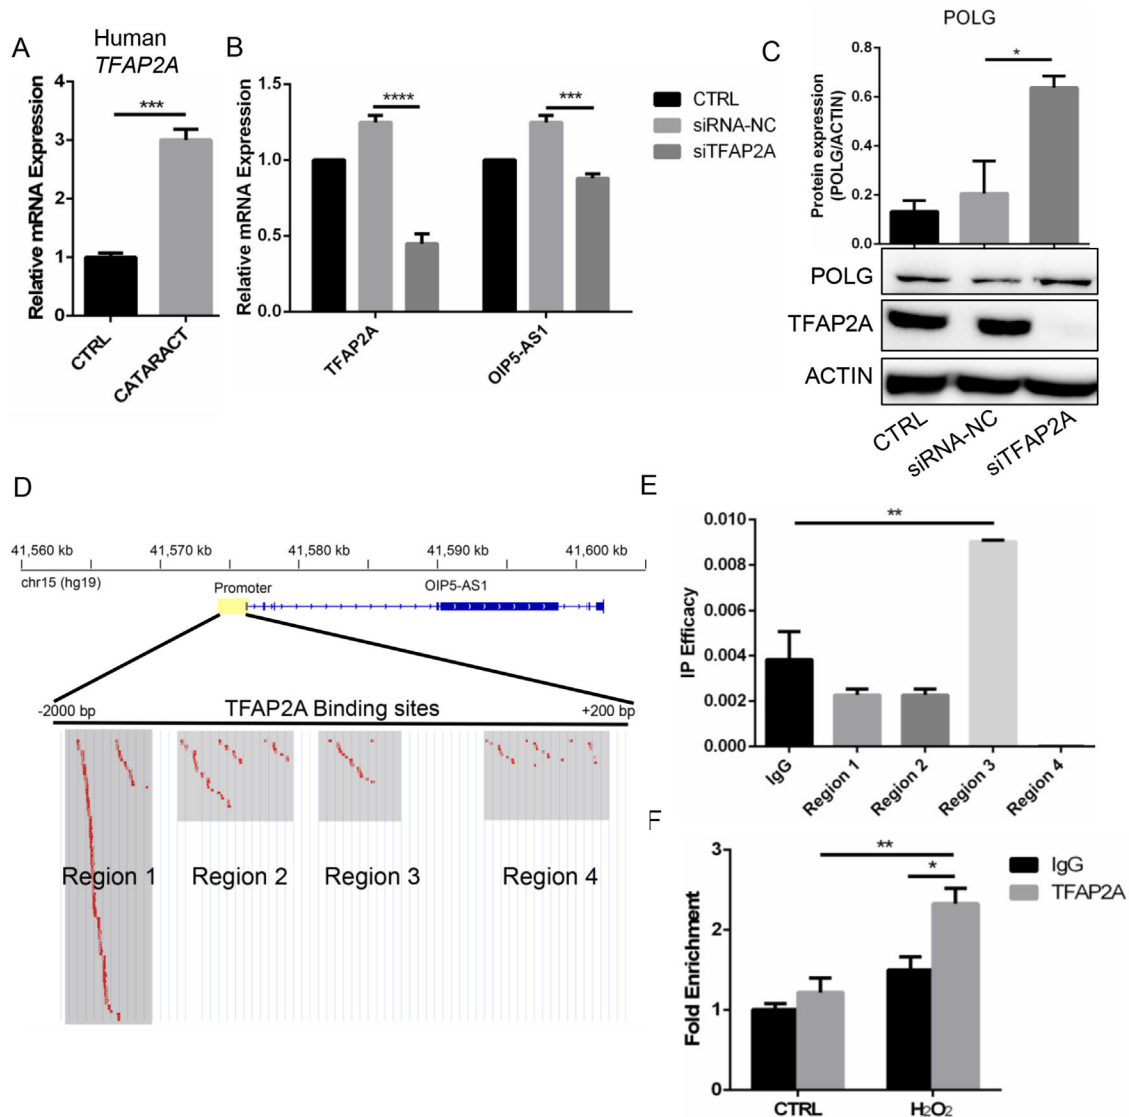 A
Human
TFAP2A
Relative mRNA Expression
4
3
2
1
0
***
CTRL
CATARACT
B
Relative mRNA Expression
1.5
1.0
0.5
0.0
****
***
TFAP2A
OIP5-AS1
CTRL
siRNA-NC
siTFAP2A
C
POLG
Protein expression
(POLG/ACTIN)
0.8
0.6
0.4
0.2
0.0
*
POLG
TFAP2A
ACTIN
CTRL
siRNA-NC
siTFAP2A
D
41,560 kb 41,570 kb 41,580 kb 41,590 kb 41,600 kb
chr15 (hg19)
Promoter
OIP5-AS1
-2000 bp TFAP2A Binding sites +200 bp
Region 1 Region 2 Region 3 Region 4
E
IP Efficacy
0.010
0.008
0.006
0.004
0.002
0.000
**
IgG
Region 1
Region 2
Region 3
Region 4
F
Fold Enrichment
3
2
1
0
**
*
IgG
TFAP2A
CTRL
H₂O₂